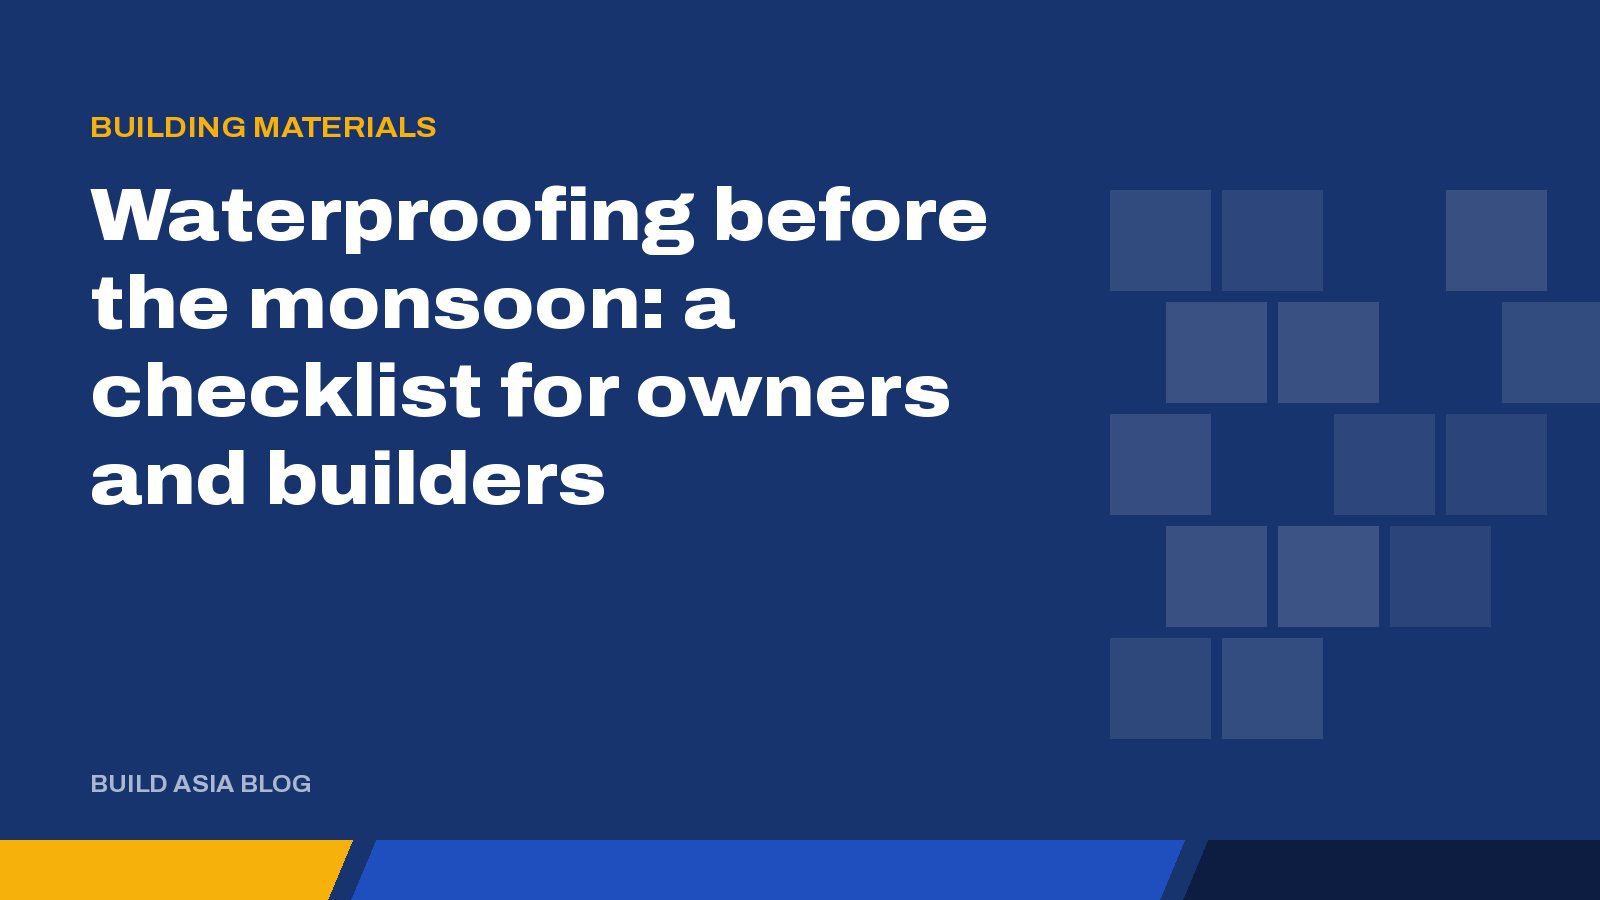 BUILDING MATERIALS
Waterproofing before
the monsoon: a
checklist for owners
and builders
BUILD ASIA BLOG